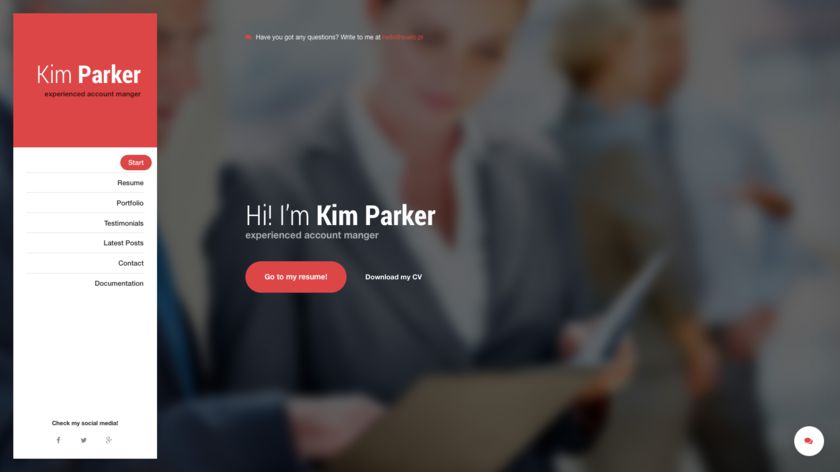 Kim Parker
experienced account manger
Start
Resume
Portfolio
Testimonials
Latest Posts
Contact
Documentation
Check my social media!
Have you got any questions? Write to me at
Hi! I'm Kim Parker
experienced account manger
Go to my resume!
Download my CV